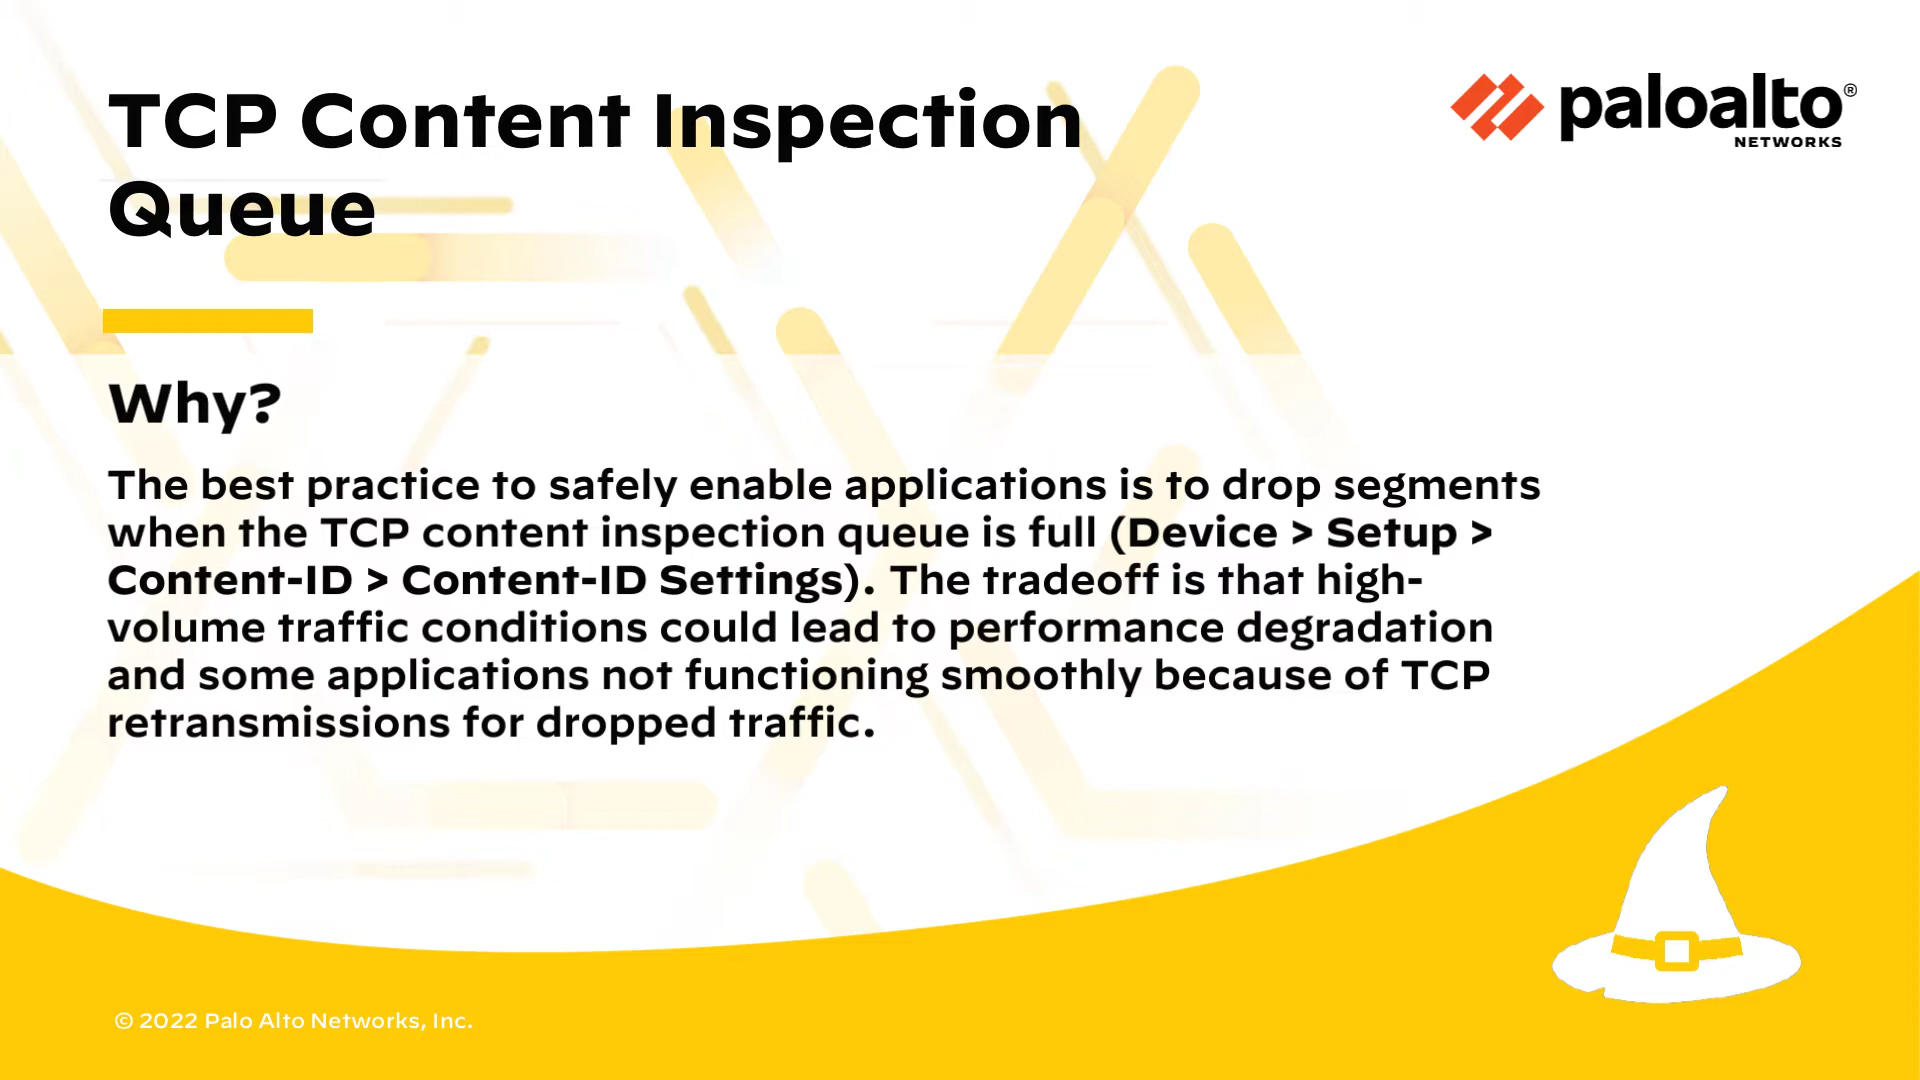 TCP Content Inspection
Queue
paloalto®
NETWORKS
Why?
The best practice to safely enable applications is to drop segments
when the TCP content inspection queue is full (Device > Setup >
Content-ID > Content-ID Settings). The tradeoff is that high-
volume traffic conditions could lead to performance degradation
and some applications not functioning smoothly because of TCP
retransmissions for dropped traffic.
© 2022 Palo Alto Networks, Inc.